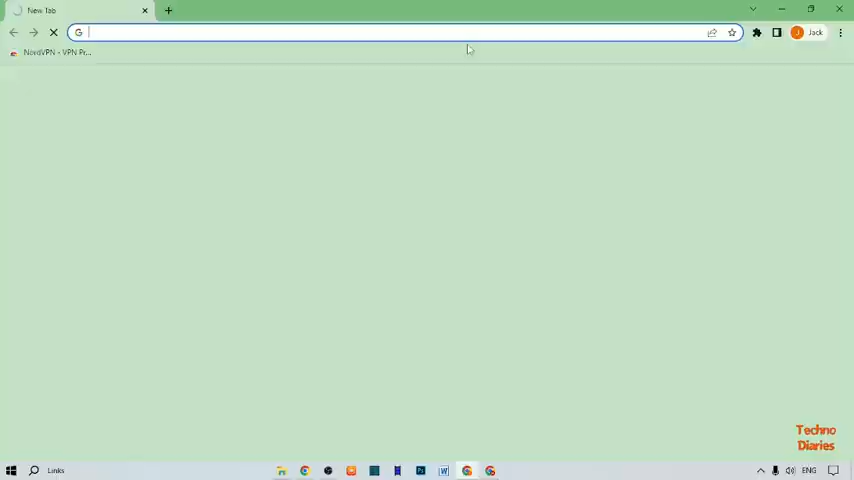 New Tab
G
J Jack
NordVPN - VPN Pr...
Techno
Diaries
Links
W
ENG